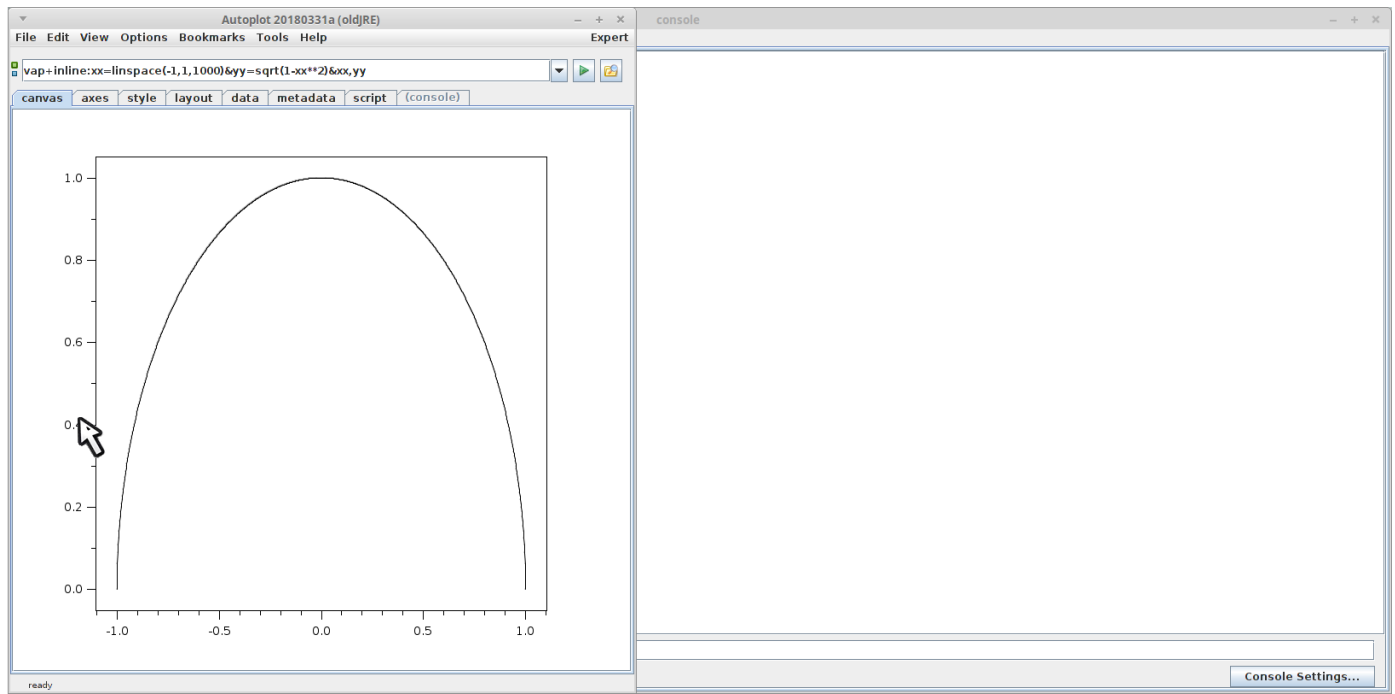 Autoplot 20180331a (oldJRE)
console
File Edit View Options Bookmarks Tools Help Expert
vap+inline:xx=linspace(-1,1,1000)&yy=sqrt(1-xx**2)&xx,yy
canvas axes style layout data metadata script (console)
1.0
0.8
0.6
0.2
0.0
-1.0 -0.5 0.0 0.5 1.0
Console Settings...
ready